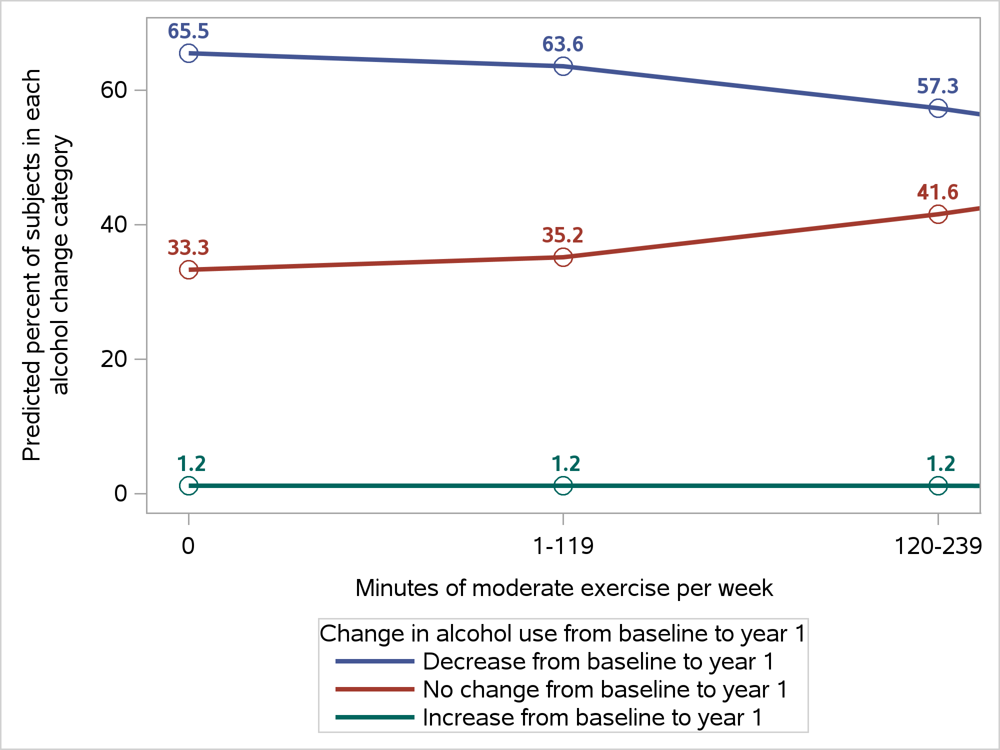 Predicted percent of subjects in each
alcohol change category
60
40
20
0
65.5
63.6
57.3
33.3
35.2
41.6
1.2
1.2
1.2
0
1-119
120-239
Minutes of moderate exercise per week
Change in alcohol use from baseline to year 1
Decrease from baseline to year 1
No change from baseline to year 1
Increase from baseline to year 1